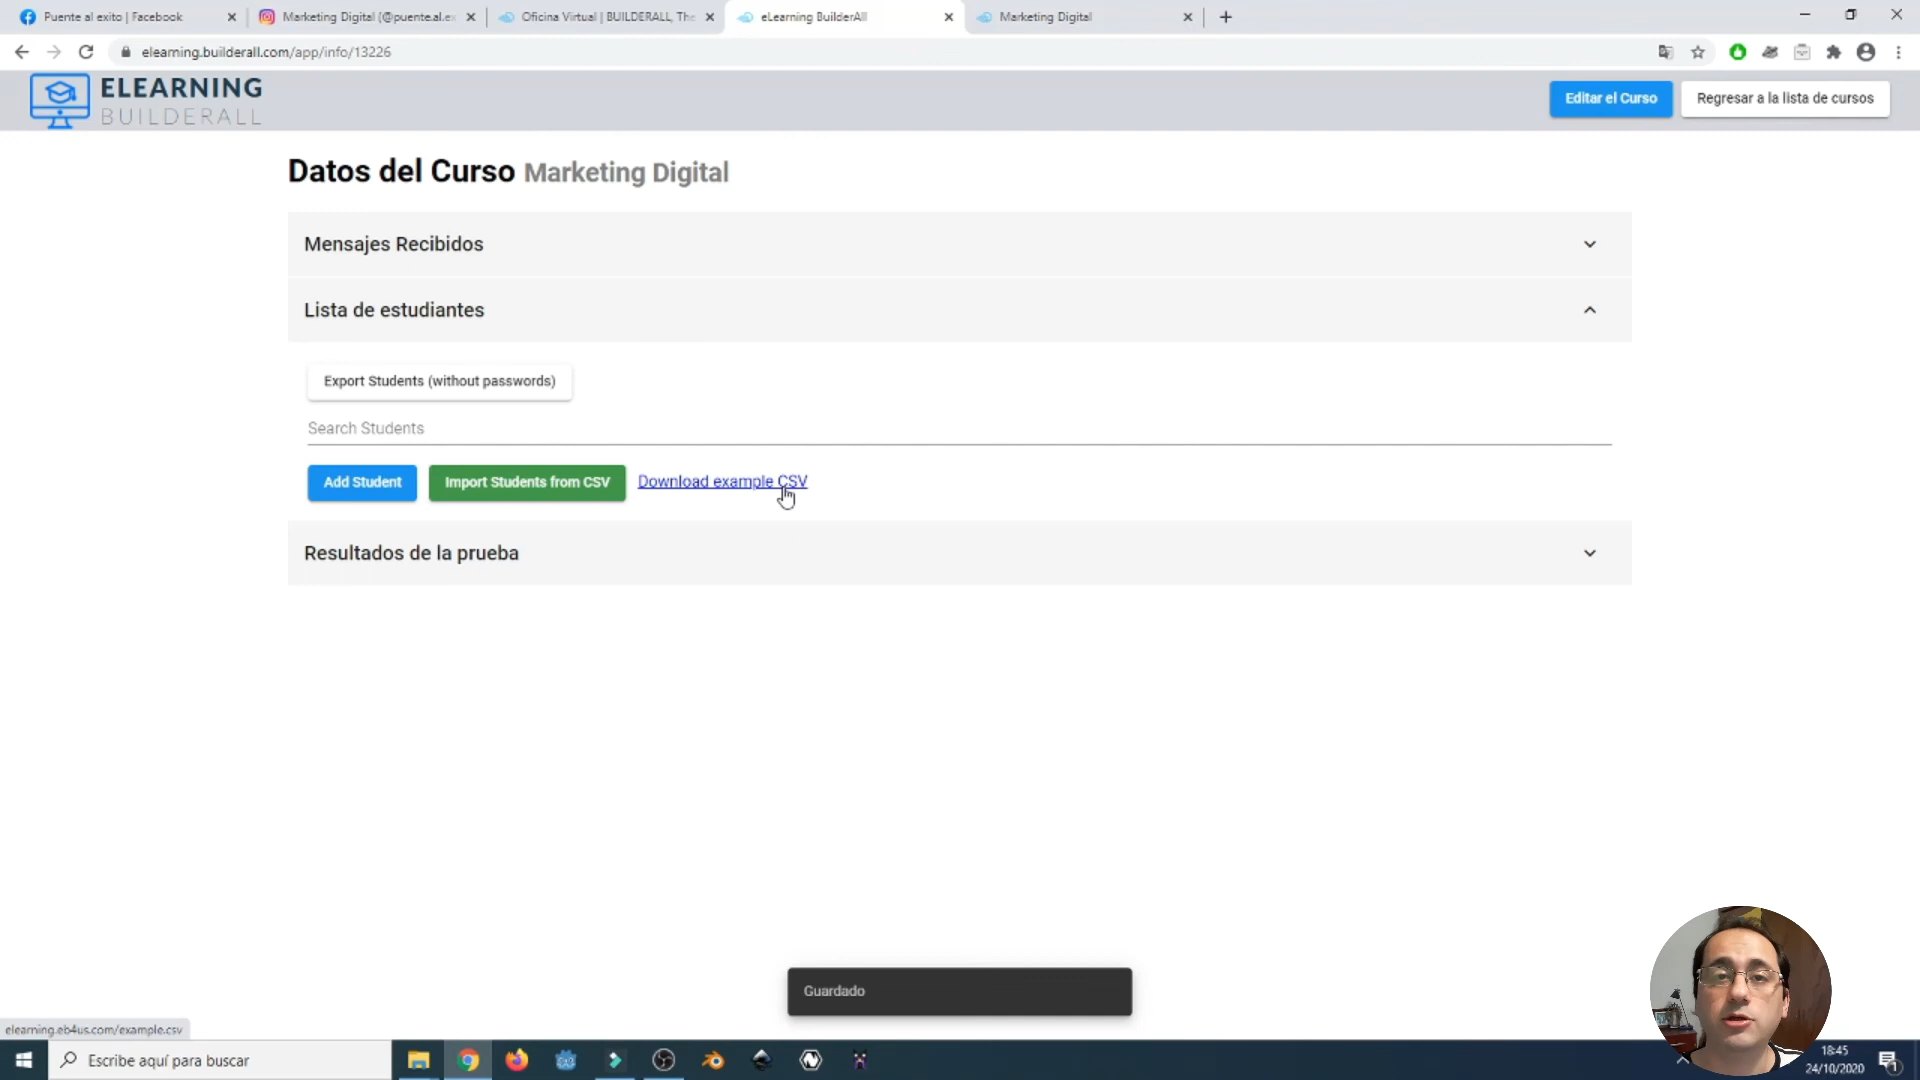 Puente al exito | Facebook
Marketing Digital (@puente.al.ex
Oficina Virtual | BUILDERALL, The
eLearning BuilderAll
Marketing Digital
elearning.builderall.com/app/info/13226
ELEARNING
BUILDERALL
Editar el Curso
Regresar a la lista de cursos
Datos del Curso Marketing Digital
Mensajes Recibidos
Lista de estudiantes
Export Students (without passwords)
Search Students
Add Student
Import Students from CSV
Download example CSV
Resultados de la prueba
Guardado
elearning.eb4us.com/example.csv
Escribe aquí para buscar
18:45
24/10/2020
1